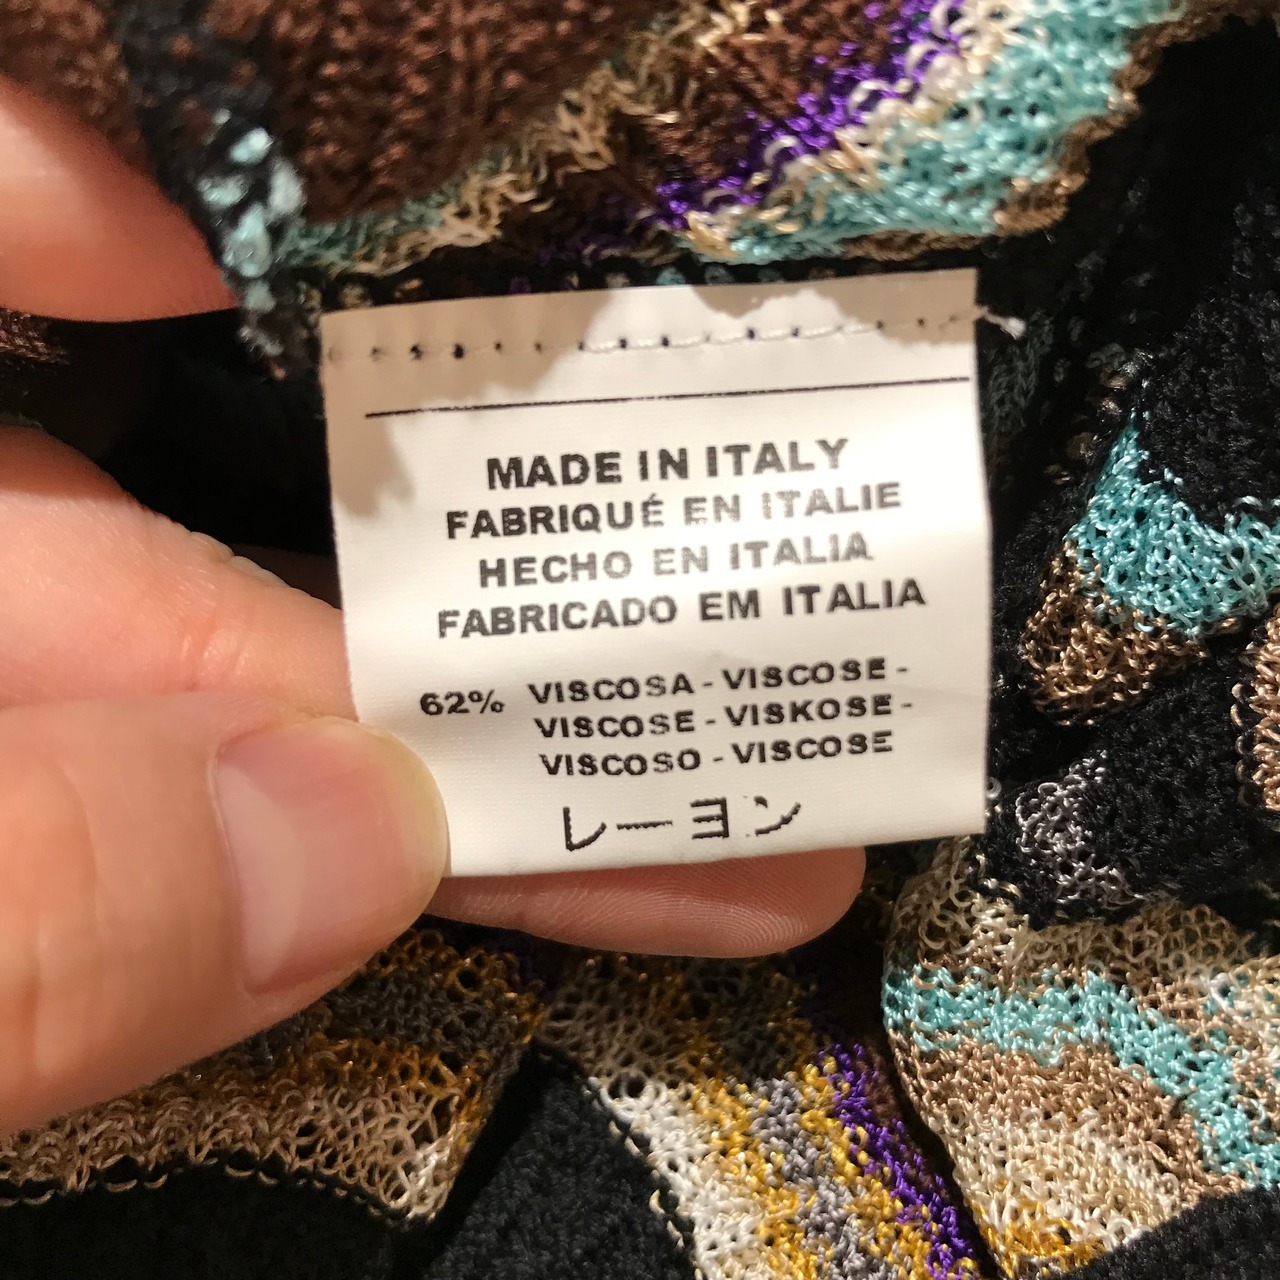 MADE IN ITALY
FABRIQUÉ EN ITALIE
HECHO EN ITALIA
FABRICADO EM ITALIA
62% VISCOSA - VISCOSE -
VISCOSE - VISKOSE -
VISCOSO - VISCOSE
レーヨン